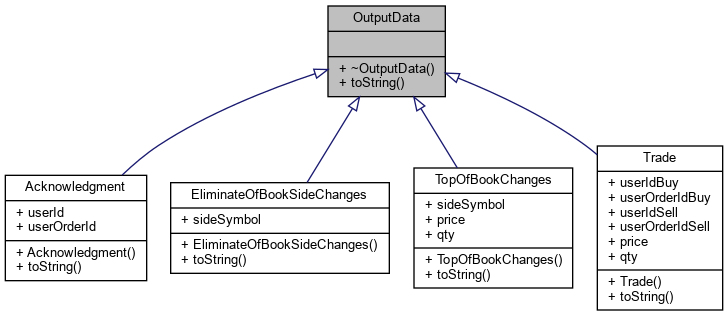 OutputData
+ ~OutputData()
+ toString()
Acknowledgment
+ userId
+ userOrderId
+ Acknowledgment()
+ toString()
EliminateOfBookSideChanges
+ sideSymbol
+ EliminateOfBookSideChanges()
+ toString()
TopOfBookChanges
+ sideSymbol
+ price
+ qty
+ TopOfBookChanges()
+ toString()
Trade
+ userIdBuy
+ userOrderIdBuy
+ userIdSell
+ userOrderIdSell
+ price
+ qty
+ Trade()
+ toString()